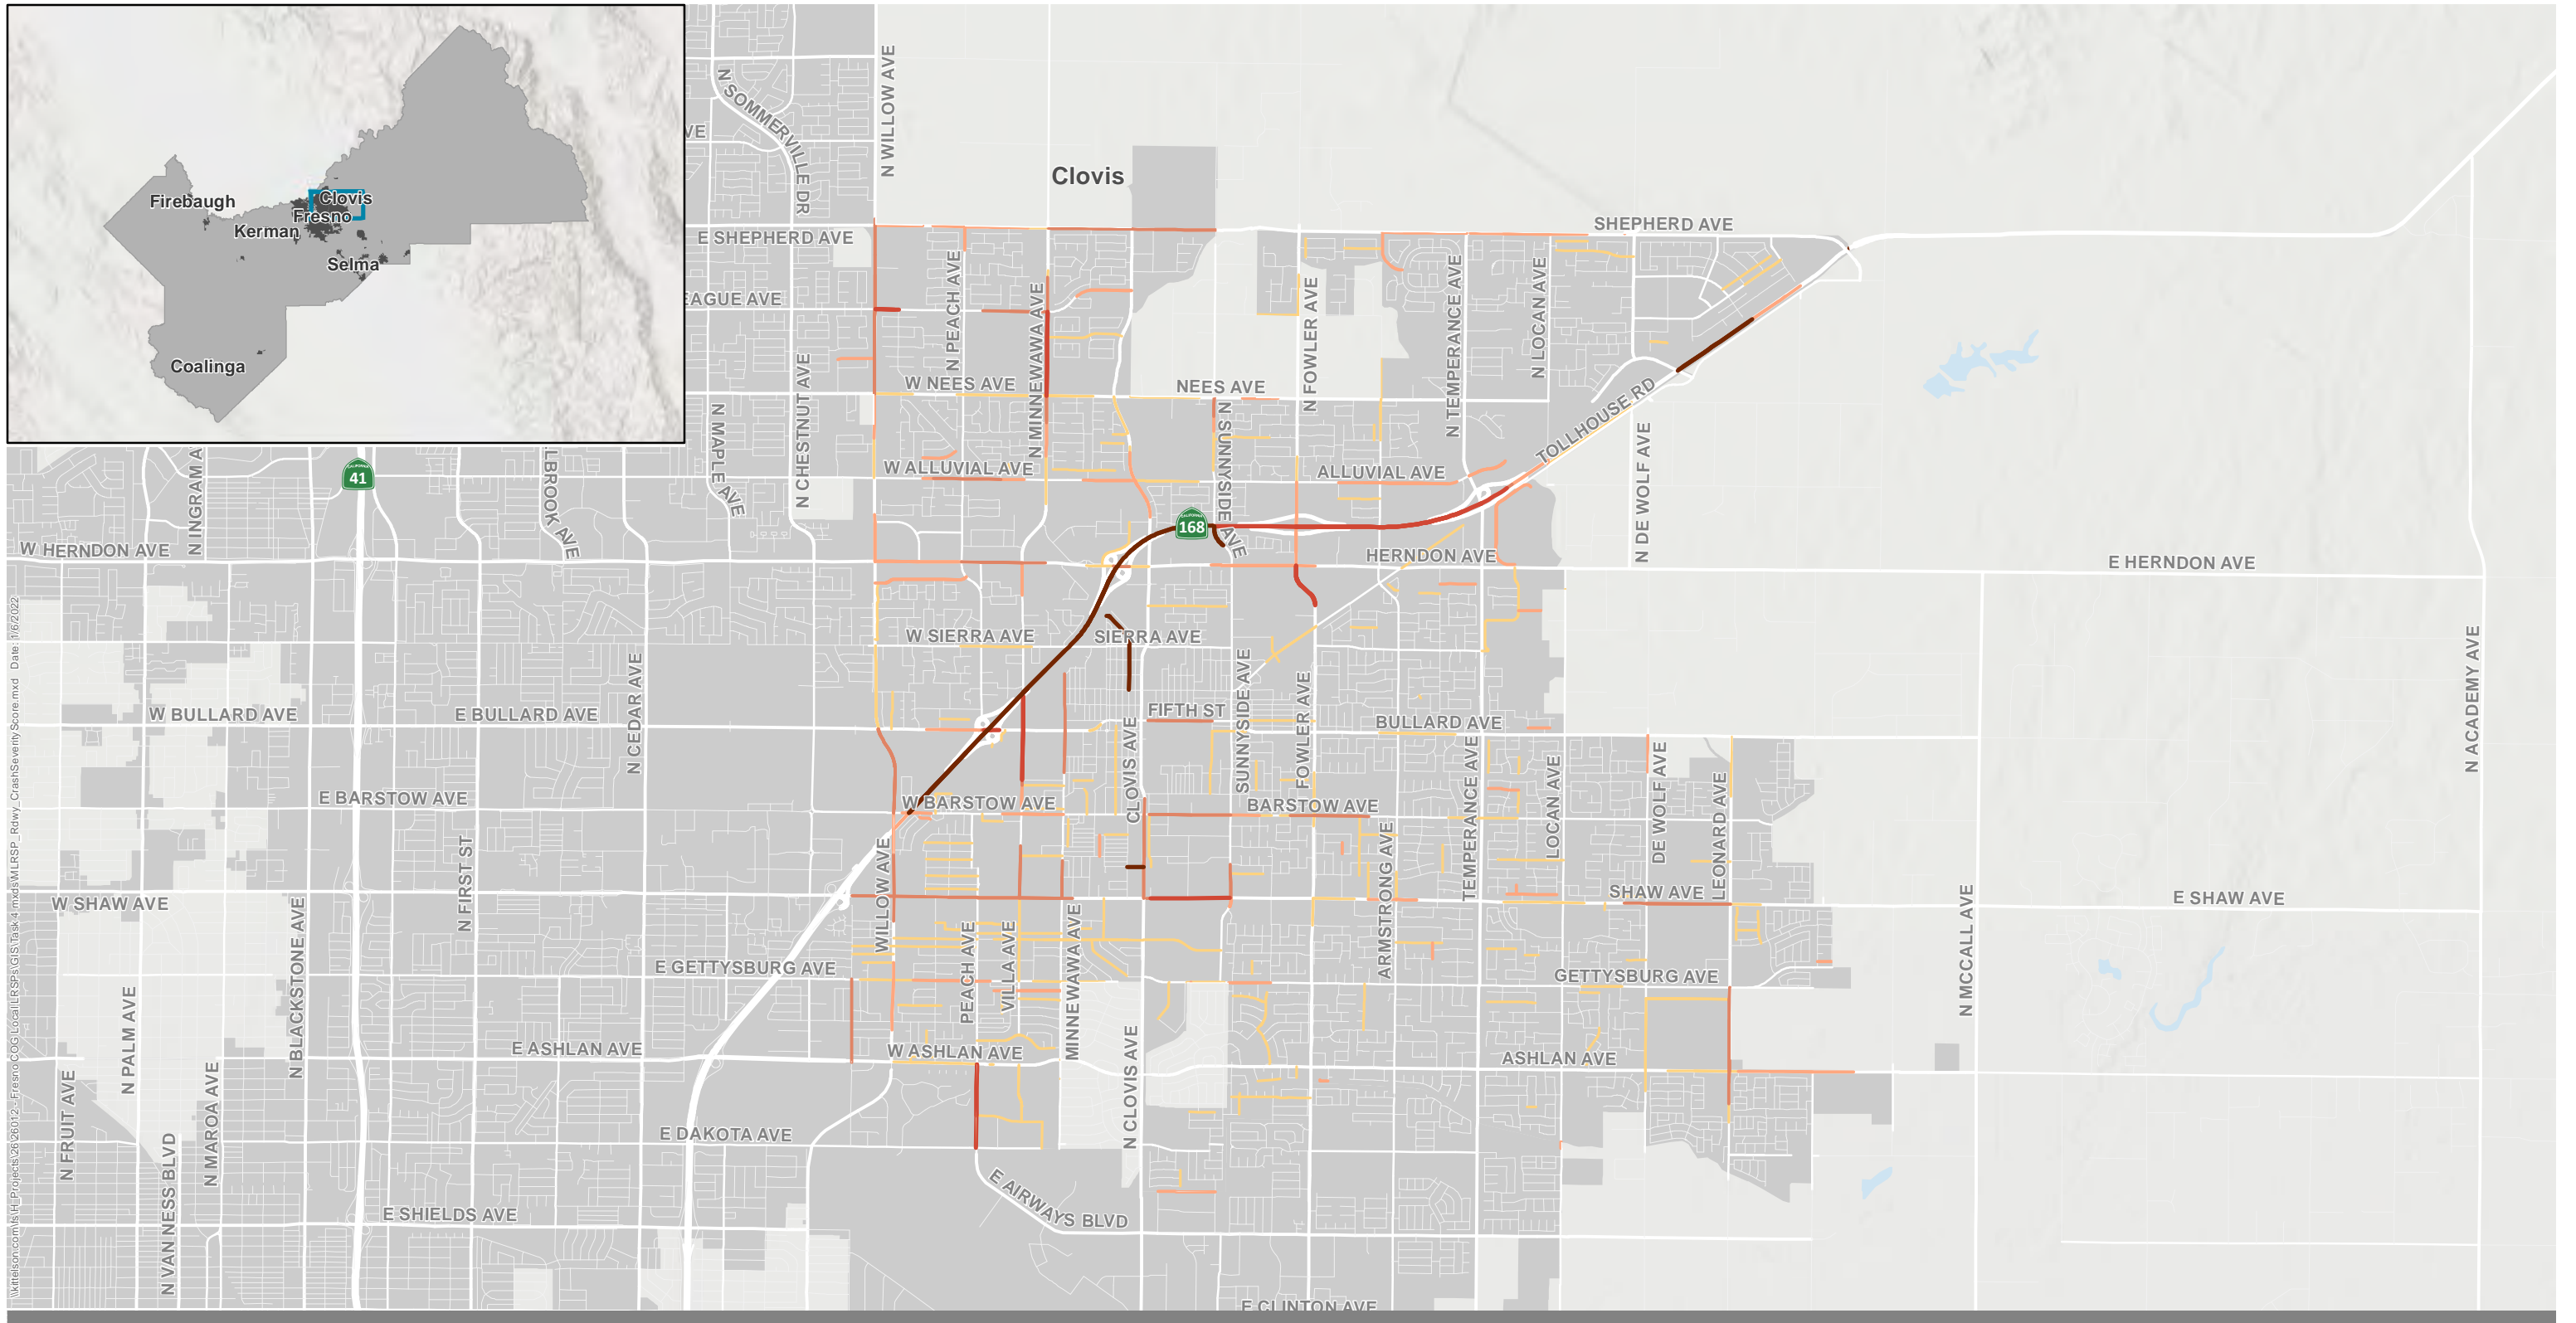 Firebaugh
Clovis
Fresno
Kerman
Selma
Coalinga
N SOMMERVILLE DR
N WILLOW AVE
Clovis
E SHEPHERD AVE
SHEPHERD AVE
EAGUE AVE
N PEACH AVE
N MINNEWAWA AVE
N FOWLER AVE
N TEMPERANCE AVE
N LOCAN AVE
W NEES AVE
NEES AVE
N MAPLE AVE
N CHESTNUT AVE
N SUNNYSIDE AVE
TOLLHOUSE RD
N DE WOLF AVE
CALIFORNIA
41
N INGRAM A
LBROOK AVE
W ALLUVIAL AVE
ALLUVIAL AVE
CALIFORNIA
168
W HERNDON AVE
HERNDON AVE
E HERNDON AVE
W SIERRA AVE
SIERRA AVE
N CEDAR AVE
SUNNYSIDE AVE
FOWLER AVE
N ACADEMY AVE
W BULLARD AVE
E BULLARD AVE
FIFTH ST
BULLARD AVE
CLOVIS AVE
TEMPERANCE AVE
LOCAN AVE
DE WOLF AVE
LEONARD AVE
E BARSTOW AVE
W BARSTOW AVE
BARSTOW AVE
N FIRST ST
WILLOW AVE
ARMSTRONG AVE
W SHAW AVE
SHAW AVE
E SHAW AVE
N BLACKSTONE AVE
PEACH AVE
VILLA AVE
MINNEWAWA AVE
N MCCALL AVE
E GETTYSBURG AVE
GETTYSBURG AVE
N PALM AVE
E ASHLAN AVE
W ASHLAN AVE
ASHLAN AVE
N CLOVIS AVE
N FRUIT AVE
N MAROA AVE
N VAN NESS BLVD
E DAKOTA AVE
E AIRWAYS BLVD
E SHIELDS AVE
E CLINTON AVE